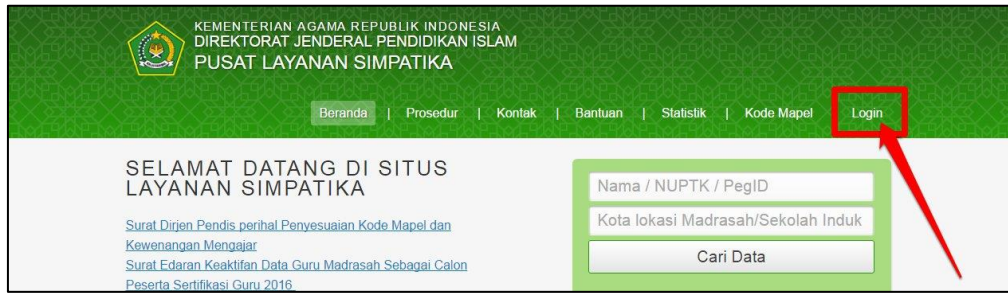 KEMENTERIAN AGAMA REPUBLIK INDONESIA
DIREKTORAT JENDERAL PENDIDIKAN ISLAM
PUSAT LAYANAN SIMPATIKA
Beranda | Prosedur | Kontak | Bantuan | Statistik | Kode Mapel Login
SELAMAT DATANG DI SITUS
LAYANAN SIMPATIKA
Surat Dirjen Pendis perihal Penyesuaian Kode Mapel dan
Kewenangan Mengajar
Surat Edaran Keaktifan Data Guru Madrasah Sebagai Calon
Peserta Sertifikasi Guru 2016
Nama / NUPTK / PegID
Kota lokasi Madrasah/Sekolah Induk
Cari Data